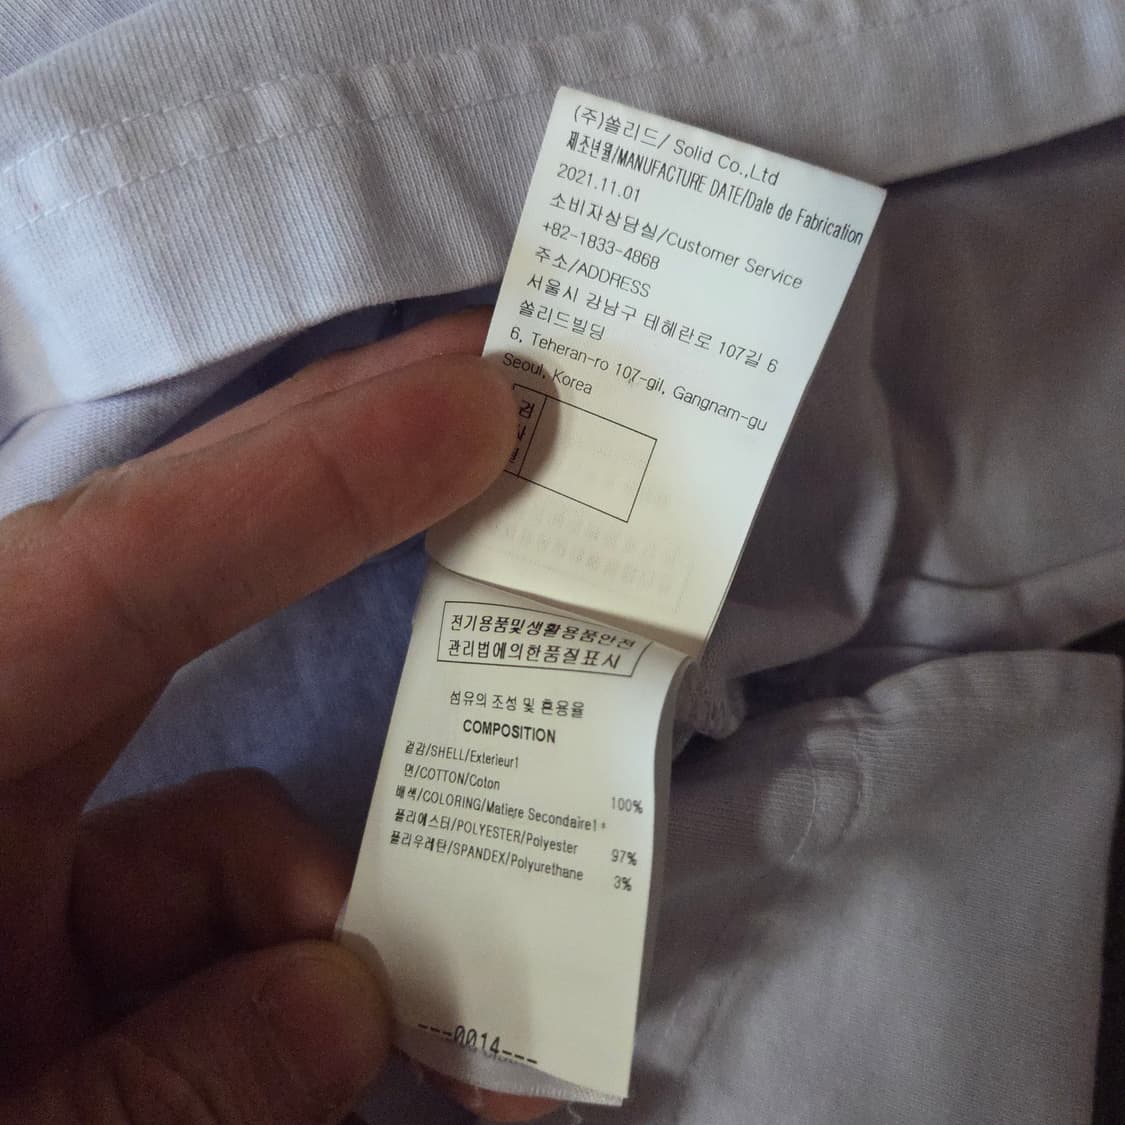 (주)쏠리드/ Solid Co.,Ltd
제조년월/MANUFACTURE DATE/Date de Fabrication
2021.11.01
소비자상담실/Customer Service
+82-1833-4868
주소/ADDRESS
서울시 강남구 테헤란로 107길 6
쏠리드빌딩
6, Teheran-ro 107-gil, Gangnam-gu
Seoul, Korea
검
사
전기용품및생활용품안전
관리법에의한품질표시
섬유의 조성 및 혼용율
COMPOSITION
겉감/SHELL/Exterieur1
면/COTTON/Coton 100%
배색/COLORING/Matiere Secondaire1*
폴리에스터/POLYESTER/Polyester 97%
폴리우레탄/SPANDEX/Polyurethane 3%
---0014---